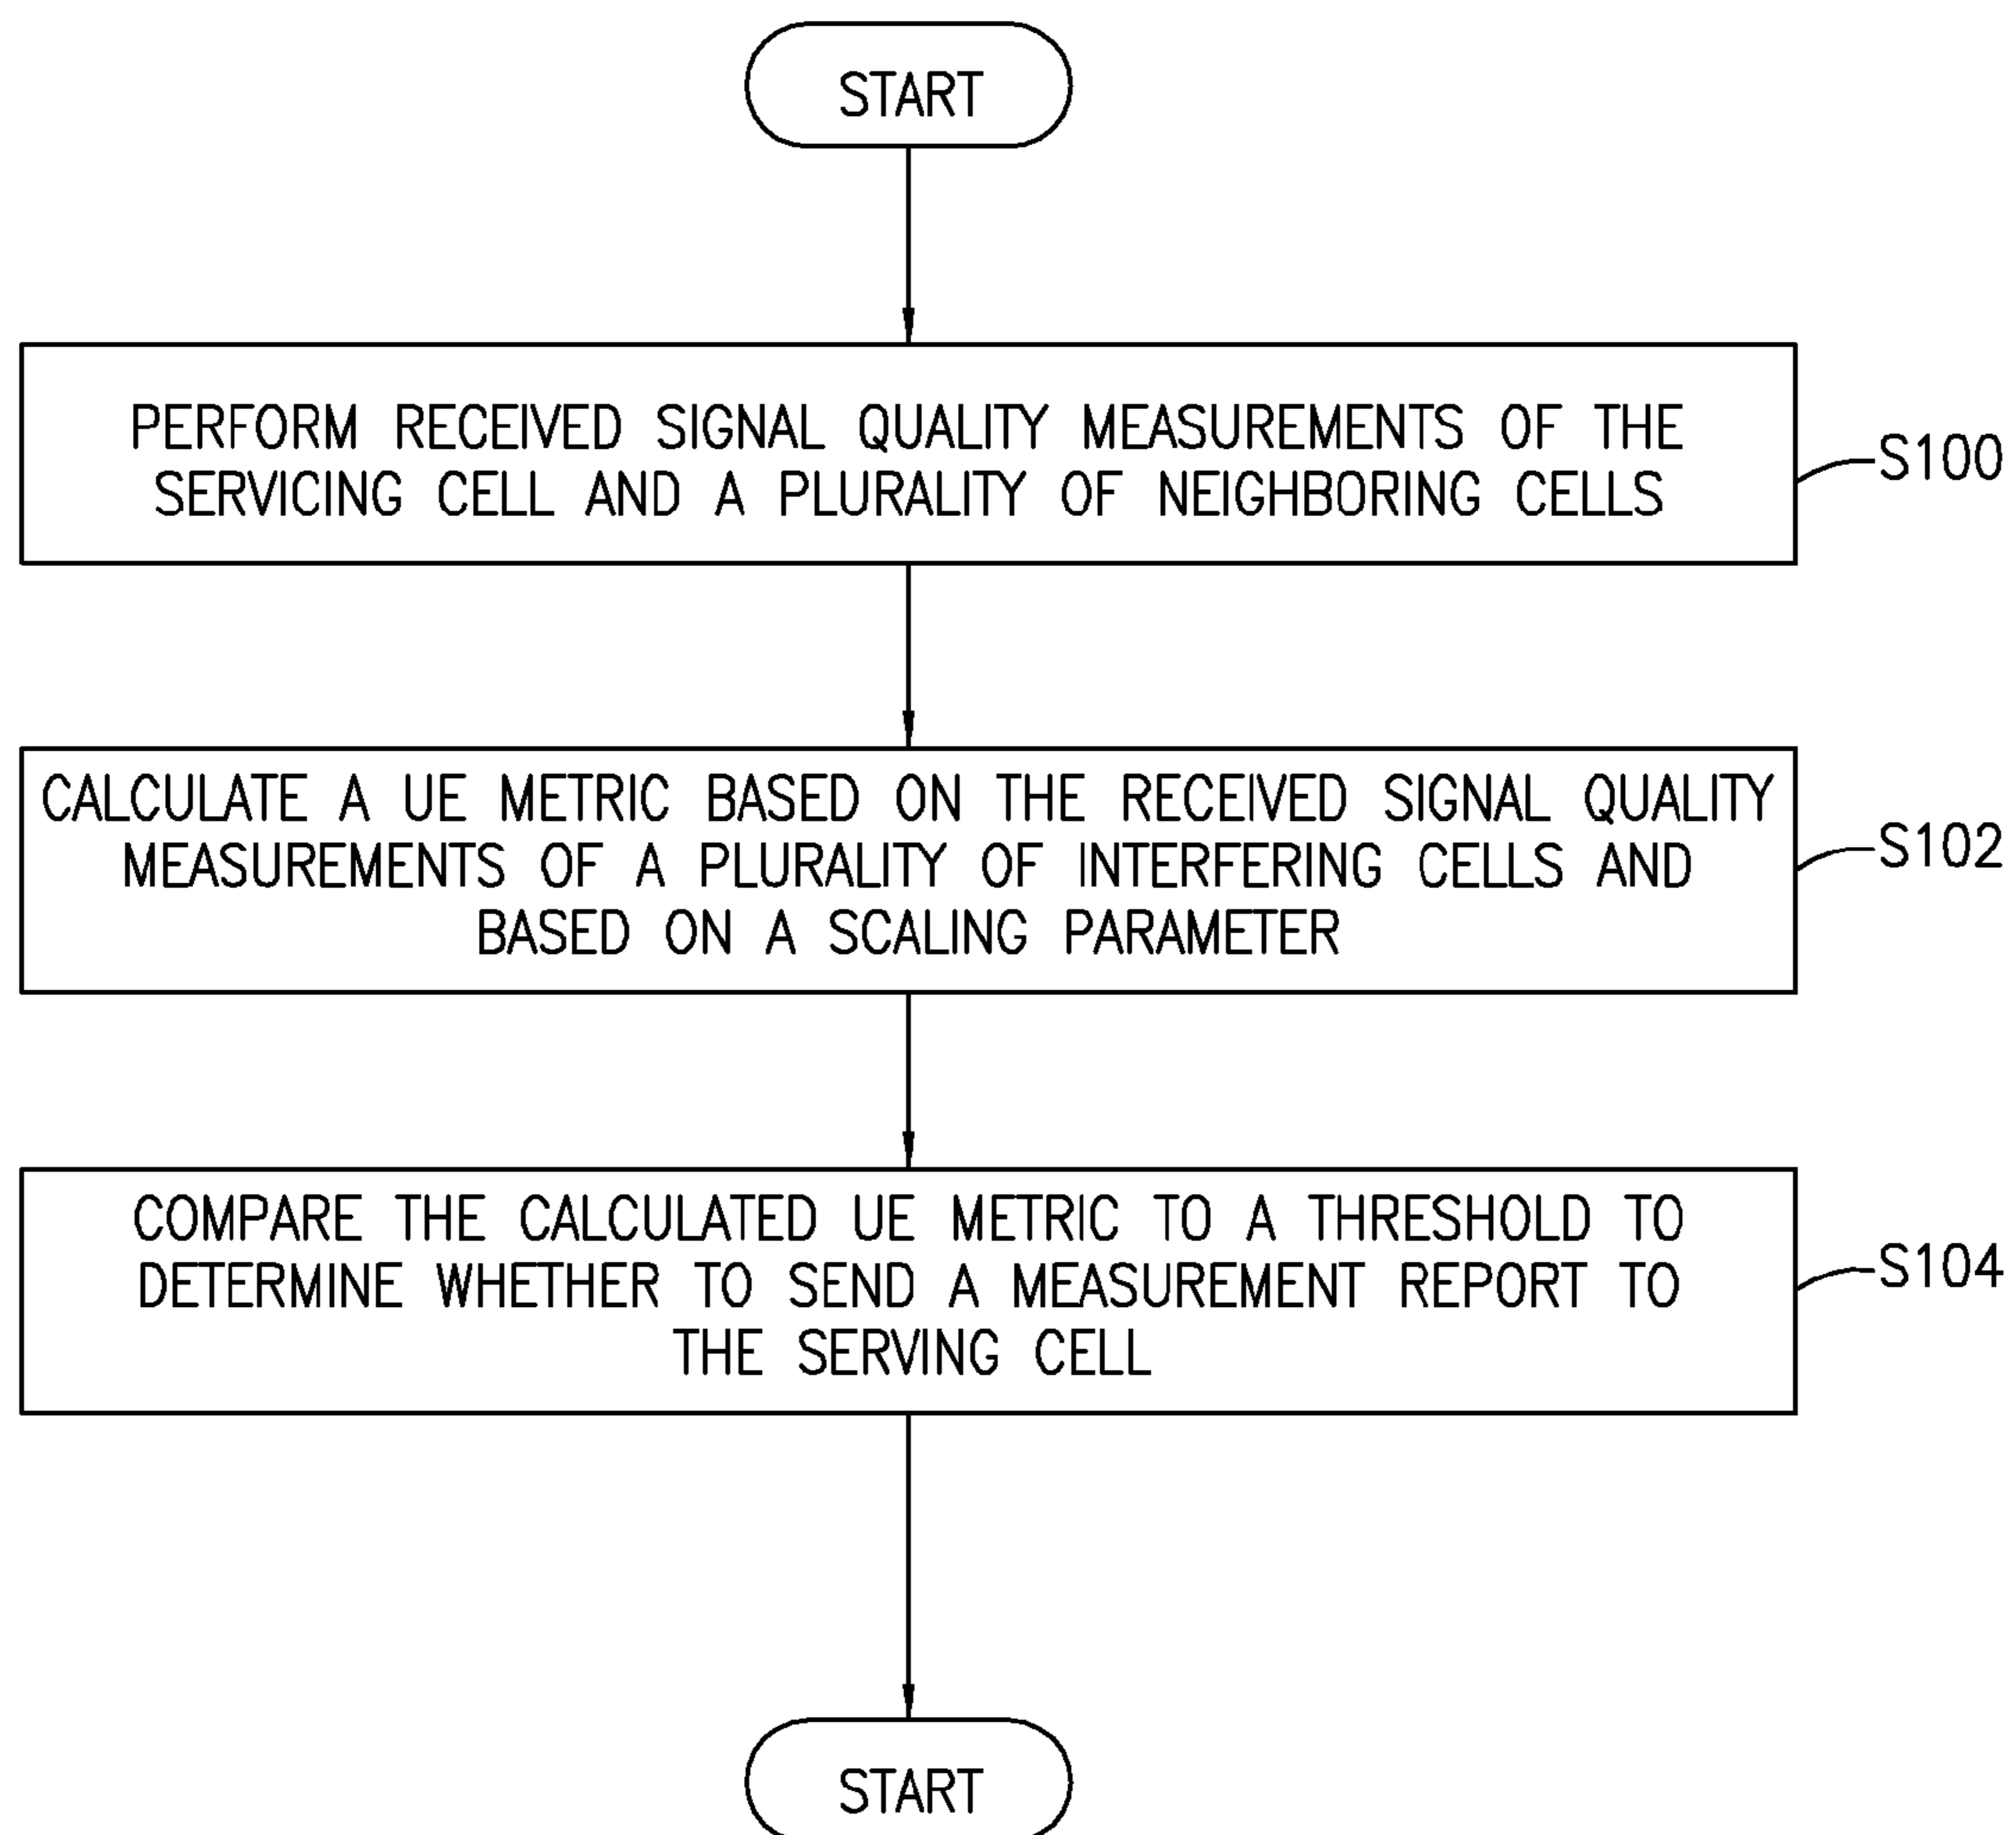 START
PERFORM RECEIVED SIGNAL QUALITY MEASUREMENTS OF THE
SERVICING CELL AND A PLURALITY OF NEIGHBORING CELLS
S100
CALCULATE A UE METRIC BASED ON THE RECEIVED SIGNAL QUALITY
MEASUREMENTS OF A PLURALITY OF INTERFERING CELLS AND
BASED ON A SCALING PARAMETER
S102
COMPARE THE CALCULATED UE METRIC TO A THRESHOLD TO
DETERMINE WHETHER TO SEND A MEASUREMENT REPORT TO
THE SERVING CELL
S104
START